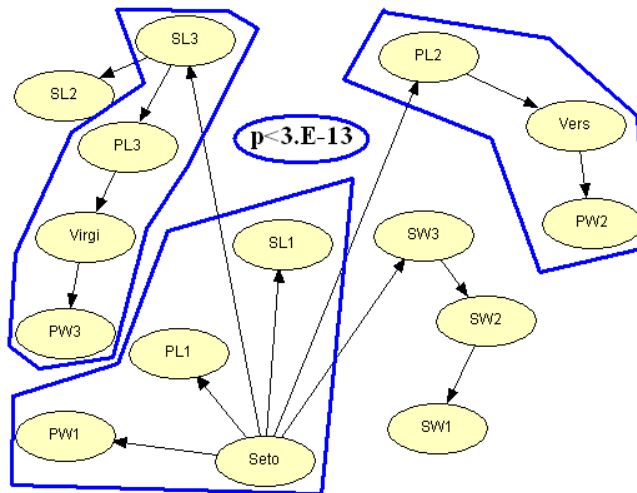 SL3
PL2
SL2
Vers
p<3.E-13
PL3
PW2
Virgi
SL1
SW3
PW3
SW2
PL1
SW1
PW1
Seto